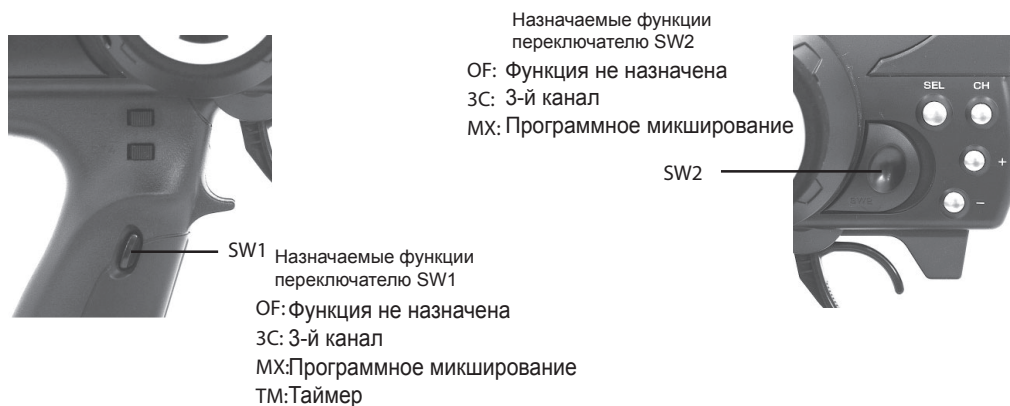 Назначаемые функции
переключателю SW2
OF: Функция не назначена
3C: 3-й канал
MX: Программное микширование
SW2
SEL CH
+
–
SW1
Назначаемые функции
переключателю SW1
OF: Функция не назначена
3C: 3-й канал
MX:Программное микширование
TM:Таймер